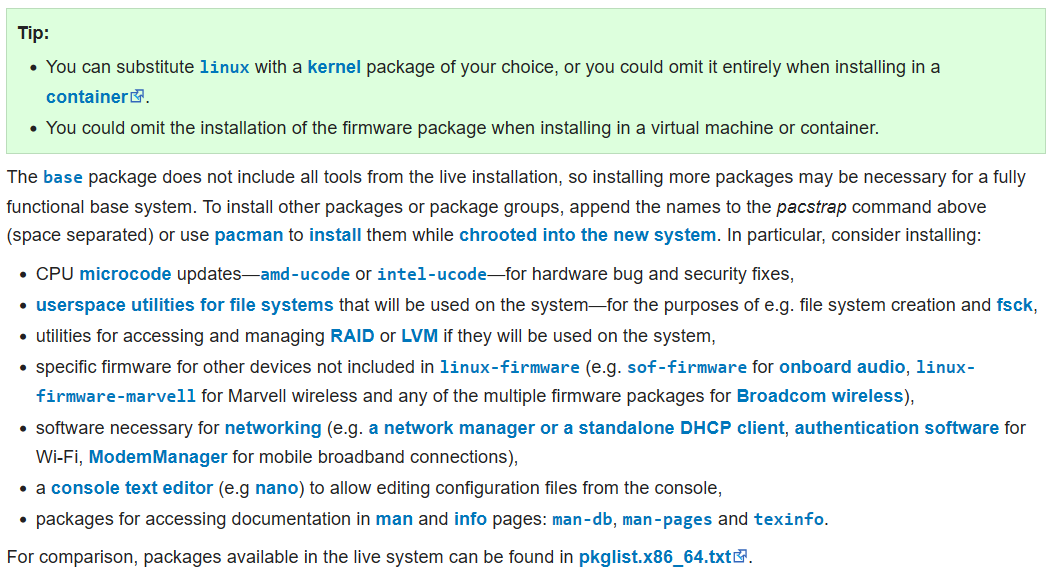 Tip:
• You can substitute linux with a kernel package of your choice, or you could omit it entirely when installing in a
container.
• You could omit the installation of the firmware package when installing in a virtual machine or container.
The base package does not include all tools from the live installation, so installing more packages may be necessary for a fully
functional base system. To install other packages or package groups, append the names to the pacstrap command above
(space separated) or use pacman to install them while chrooted into the new system. In particular, consider installing:
• CPU microcode updates—amd-ucode or intel-ucode—for hardware bug and security fixes,
• userspace utilities for file systems that will be used on the system—for the purposes of e.g. file system creation and fsck,
• utilities for accessing and managing RAID or LVM if they will be used on the system,
• specific firmware for other devices not included in linux-firmware (e.g. sof-firmware for onboard audio, linux-
firmware-marvell for Marvell wireless and any of the multiple firmware packages for Broadcom wireless),
• software necessary for networking (e.g. a network manager or a standalone DHCP client, authentication software for
Wi-Fi, ModemManager for mobile broadband connections),
• a console text editor (e.g nano) to allow editing configuration files from the console,
• packages for accessing documentation in man and info pages: man-db, man-pages and texinfo.
For comparison, packages available in the live system can be found in pkglist.x86_64.txt.